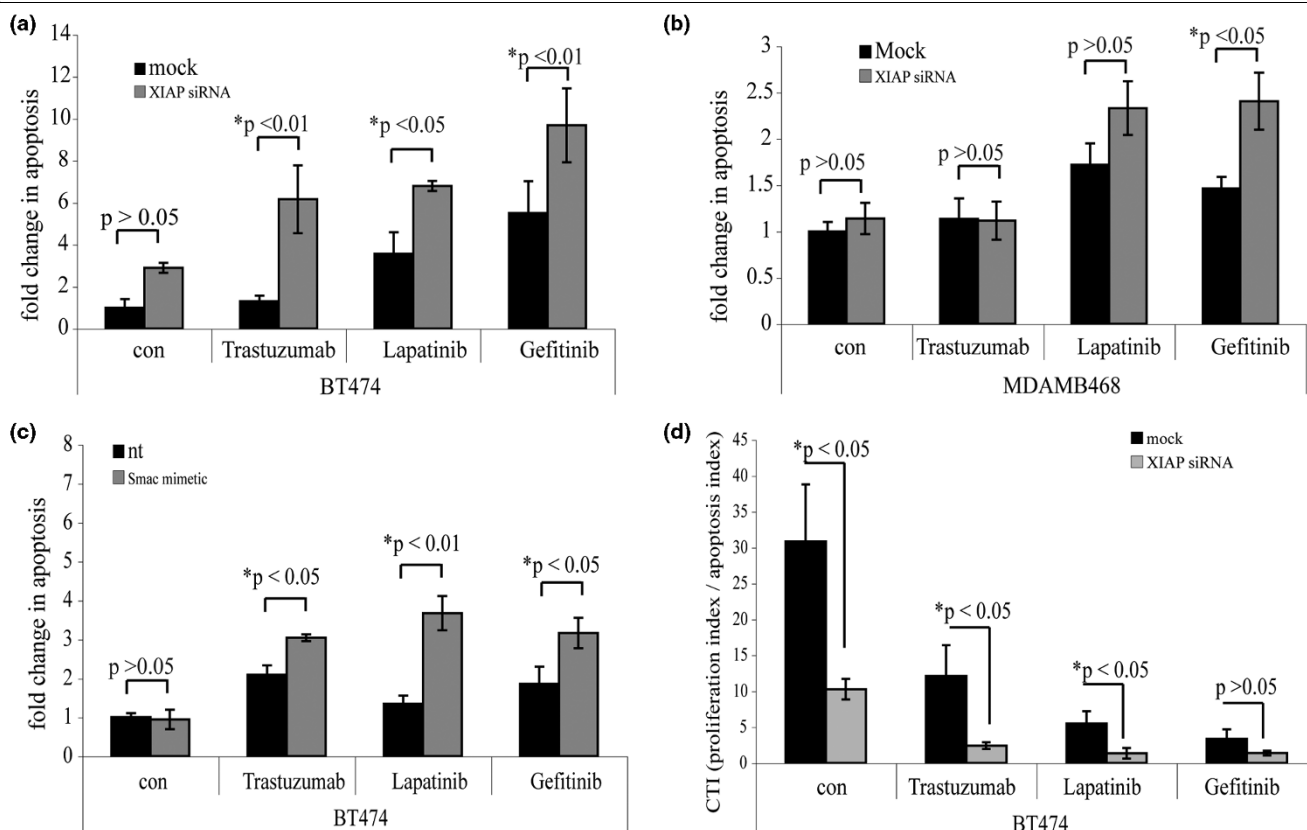 (a)
fold change in apoptosis
14
12
10
8
6
4
2
0
mock
XIAP siRNA
p > 0.05
*p <0.01
*p <0.05
*p <0.01
con
Trastuzumab
Lapatinib
Gefitinib
BT474
(b)
fold change in apoptosis
3
2.5
2
1.5
1
0.5
0
Mock
XIAP siRNA
p >0.05
p >0.05
p >0.05
*p <0.05
con
Trastuzumab
Lapatinib
Gefitinib
MDAMB468
(c)
fold change in apoptosis
8
7
6
5
4
3
2
1
0
nt
Smac mimetic
p >0.05
*p < 0.05
*p < 0.01
*p < 0.05
con
Trastuzumab
Lapatinib
Gefitinib
BT474
(d)
CTI (proliferation index / apoptosis index)
45
40
35
30
25
20
15
10
5
0
mock
XIAP siRNA
*p < 0.05
*p < 0.05
*p < 0.05
p >0.05
con
Trastuzumab
Lapatinib
Gefitinib
BT474